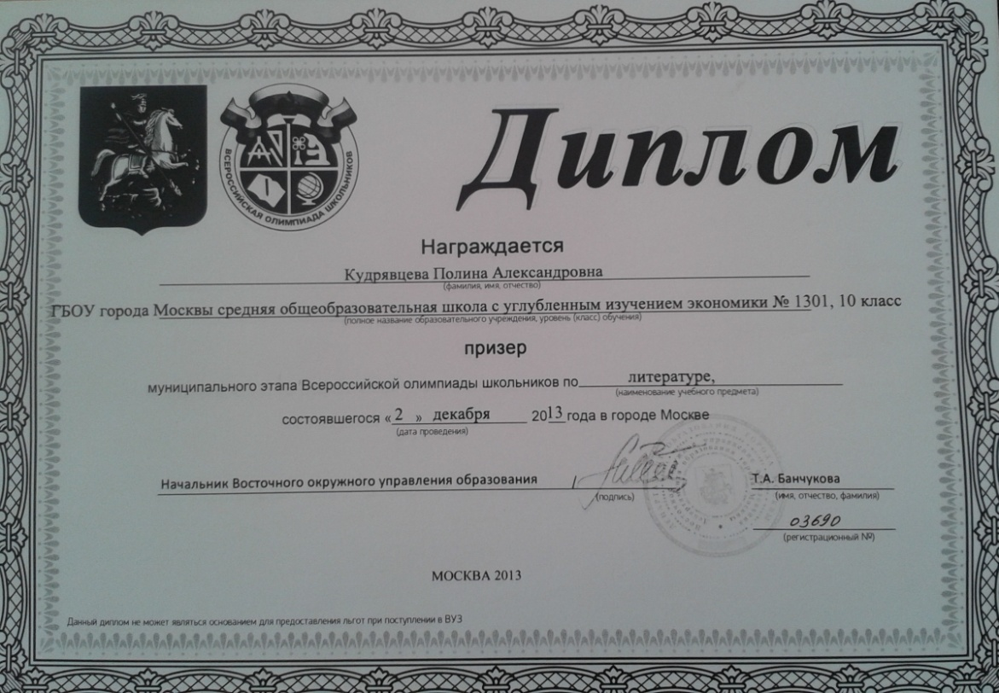 ВСЕРОССИЙСКАЯ ОЛИМПИАДА ШКОЛЬНИКОВ
Диплом
Награждается
Кудрявцева Полина Александровна
(фамилия, имя, отчество)
ГБОУ города Москвы средняя общеобразовательная школа с углубленным изучением экономики № 1301, 10 класс
(полное название образовательного учреждения, уровень (класс) обучения)
призер
муниципального этапа Всероссийской олимпиады школьников по литературе,
(наименование учебного предмета)
состоявшегося « 2 » декабря 2013 года в городе Москве
(дата проведения)
Начальник Восточного окружного управления образования Т.А. Банчукова
(подпись) (имя, отчество, фамилия)
03690
(регистрационный №)
МОСКВА 2013
Данный диплом не может являться основанием для предоставления льгот при поступлении в ВУЗ